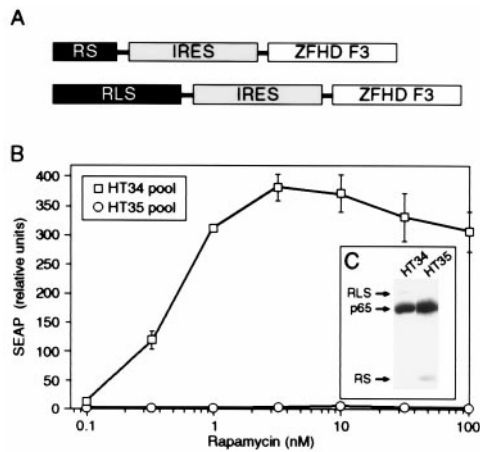 A
RS IRES ZFHD F3
RLS IRES ZFHD F3
B
SEAP (relative units)
400
350
300
250
200
150
100
50
0
HT34 pool
HT35 pool
C
HT34 HT35
RLS
p65
RS
0.1 1 10 100
Rapamycin (nM)